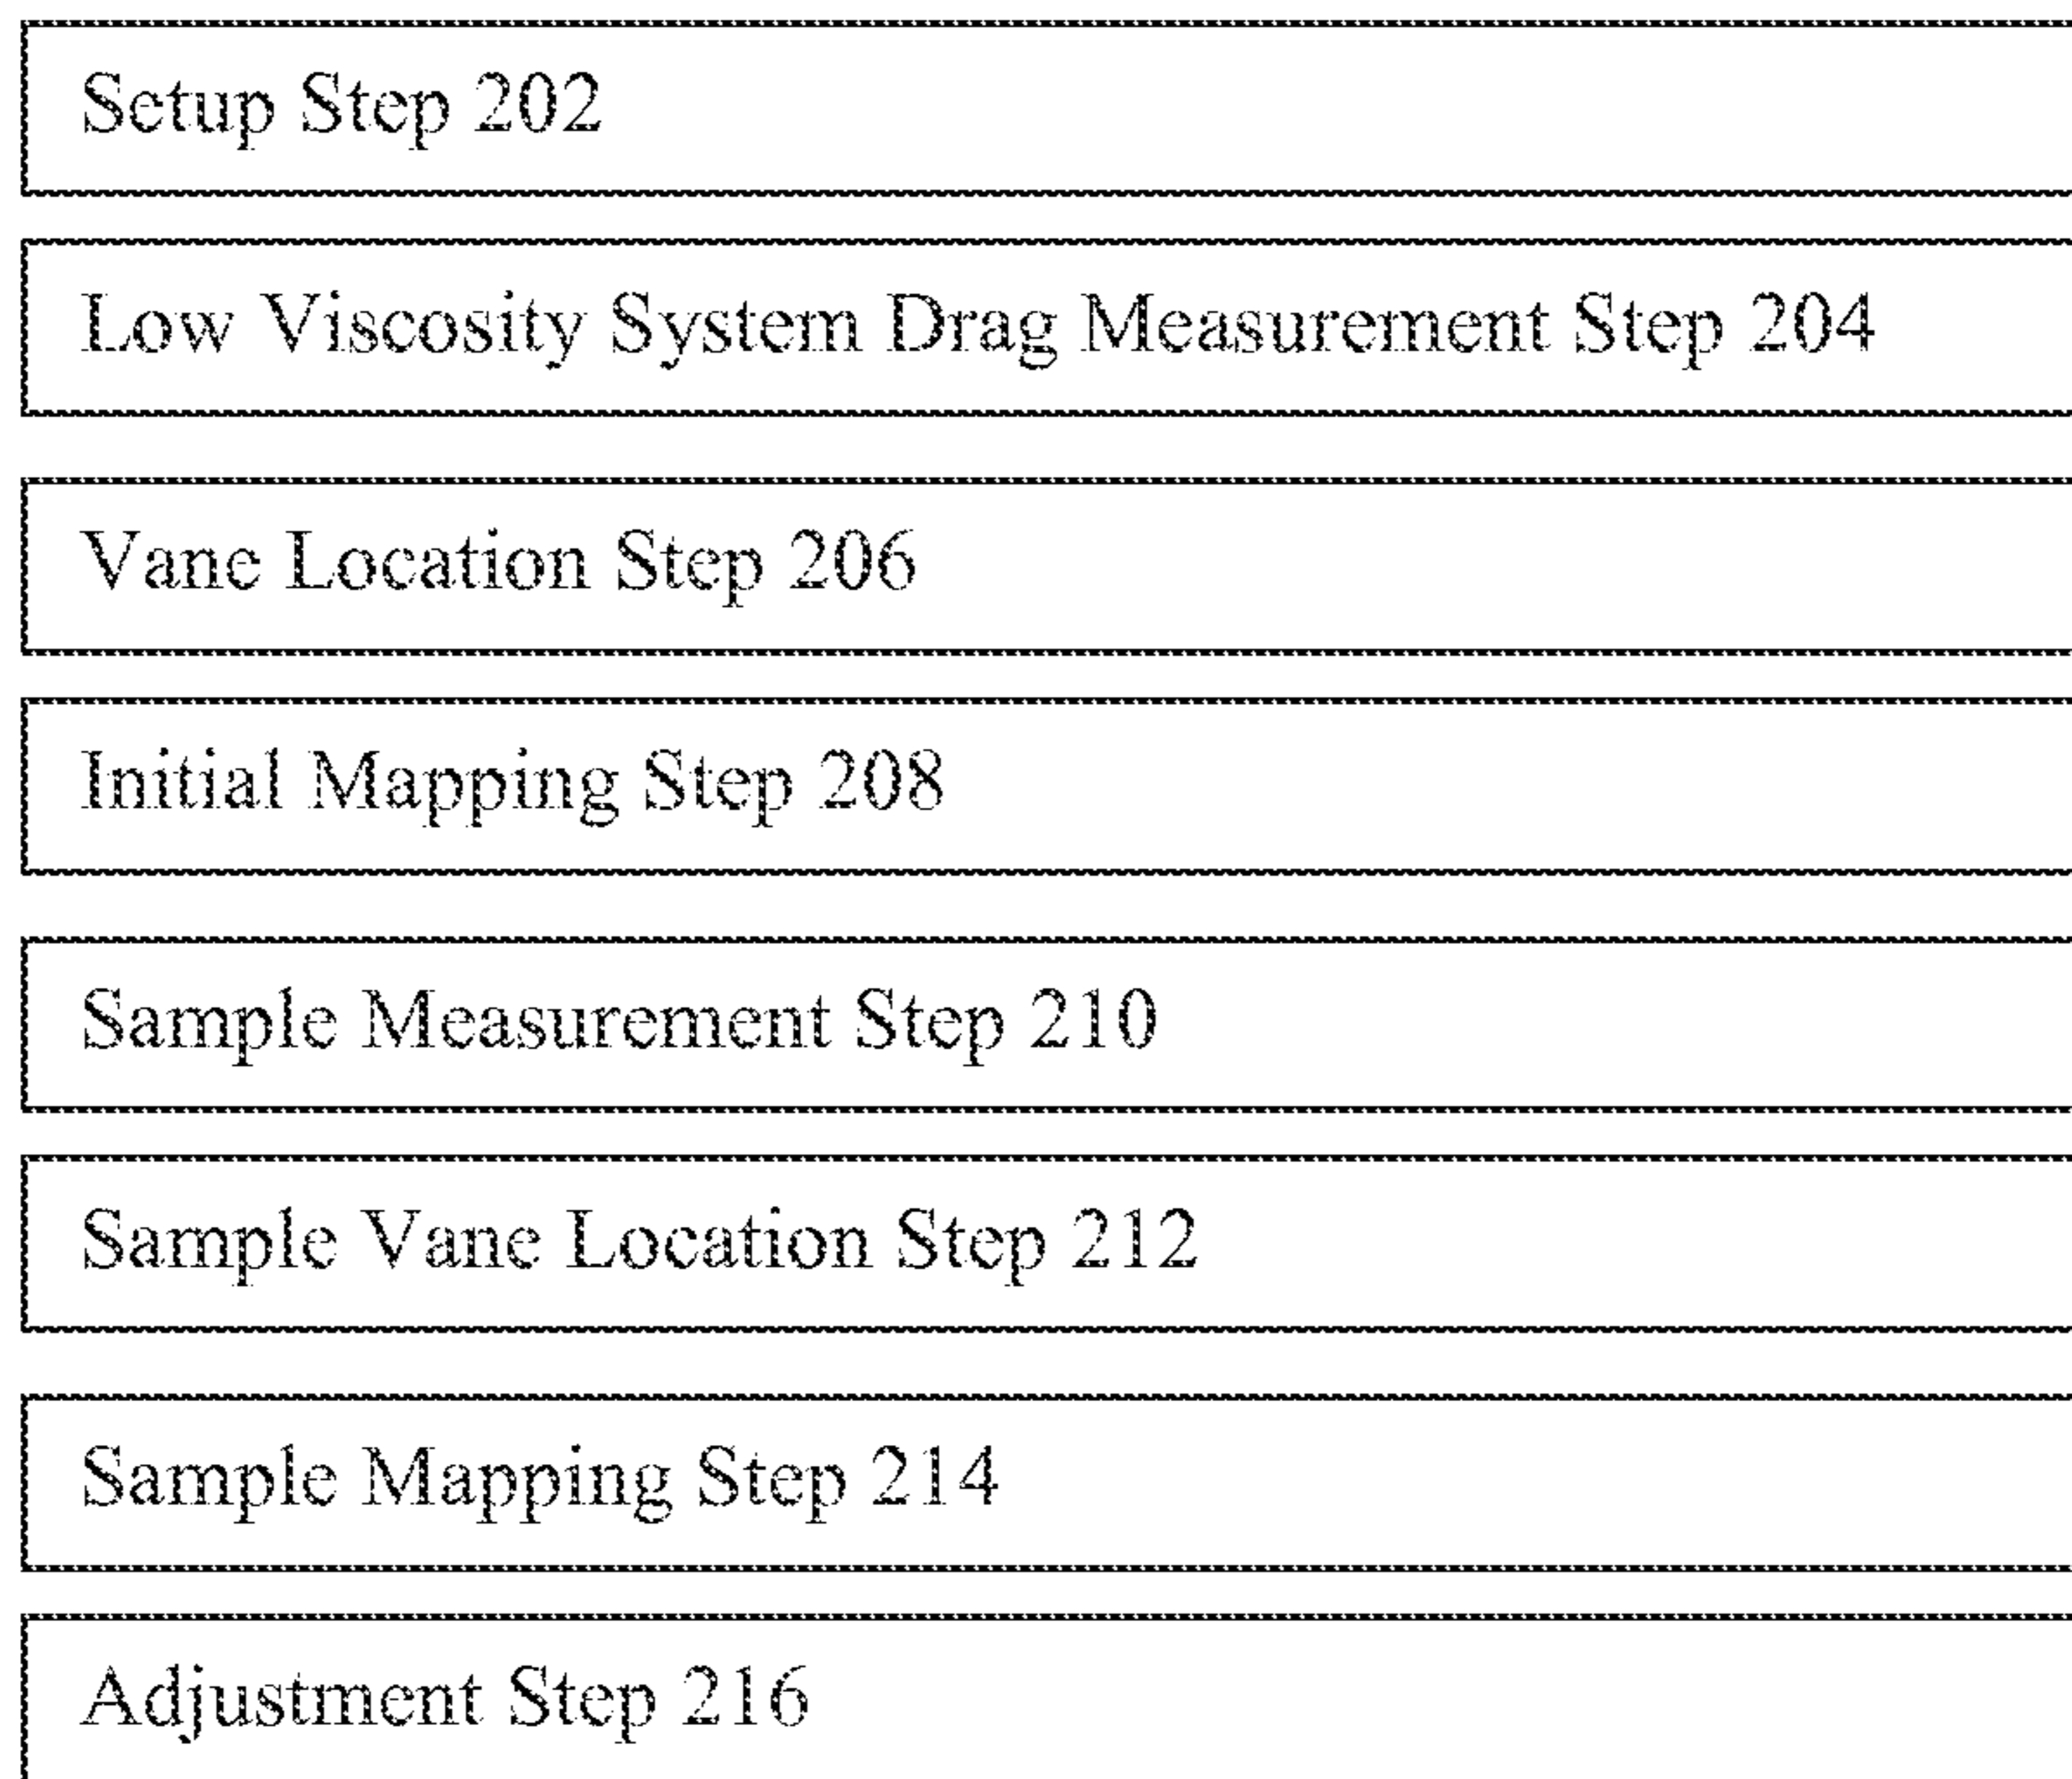 Setup Step 202
Low Viscosity System Drag Measurement Step 204
Vane Location Step 206
Initial Mapping Step 208
Sample Measurement Step 210
Sample Vane Location Step 212
Sample Mapping Step 214
Adjustment Step 216